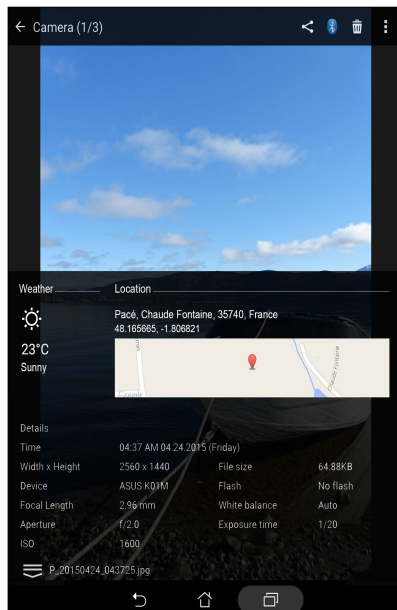 Camera (1/3)
Weather Location
Pacé, Chaude Fontaine, 35740, France
48.165665, -1.806821
23°C
Sunny
Chaude Fontaine
Google
Details
Time 04:37 AM 04.24.2015 (Friday)
Width x Height 2560 x 1440 File size 64.88KB
Device ASUS K01M Flash No flash
Focal Length 2.96 mm White balance Auto
Aperture f/2.0 Exposure time 1/20
ISO 1600
P_20150424_043725.jpg